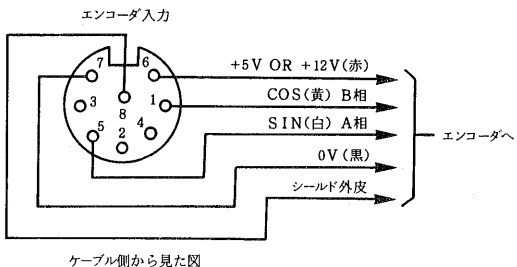 エンコーダ入力
7 6
+5V OR +12V(赤)
3 8 1
COS(黄) B相
5 2 4
SIN(白) A相
エンコーダへ
0V(黒)
シールド外皮
ケーブル側から見た図